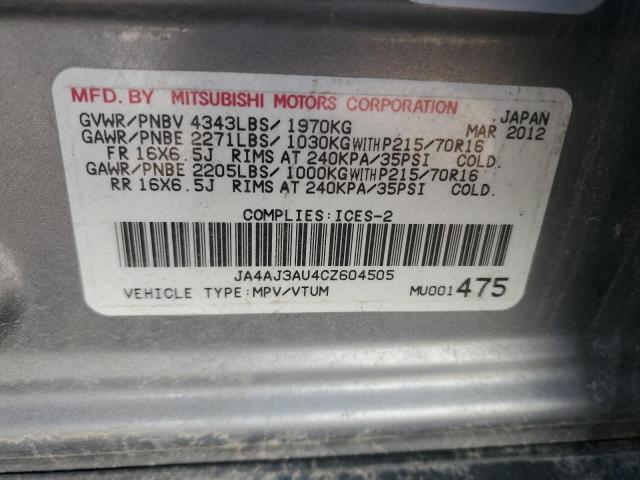 MFD. BY MITSUBISHI MOTORS CORPORATION
JAPAN
GVWR/PNBV 4343LBS/1970KG MAR 2012
GAWR/PNBE 2271LBS/1030KG WITH P215/70R16
FR 16X6.5J RIMS AT 240KPA/35PSI COLD.
GAWR/PNBE 2205LBS/1000KG WITH P215/70R16
RR 16X6.5J RIMS AT 240KPA/35PSI COLD.
COMPLIES:ICES-2
JA4AJ3AU4CZ604505
VEHICLE TYPE:MPV/VTUM MU001475